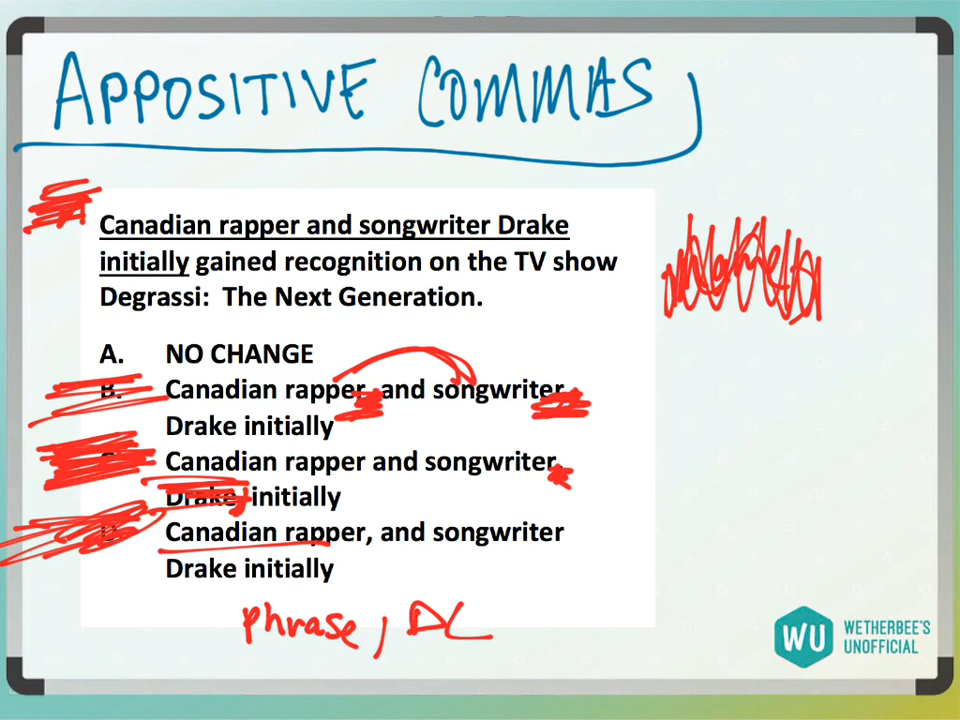 APPOSITIVE COMMAS,
Canadian rapper and songwriter Drake
initially gained recognition on the TV show
Degrassi: The Next Generation.
A. NO CHANGE
B. Canadian rapper, and songwriter,
Drake initially
Canadian rapper and songwriter,
Drake, initially
D. Canadian rapper, and songwriter
Drake initially
phrase,
WU WETHERBEE'S
UNOFFICIAL